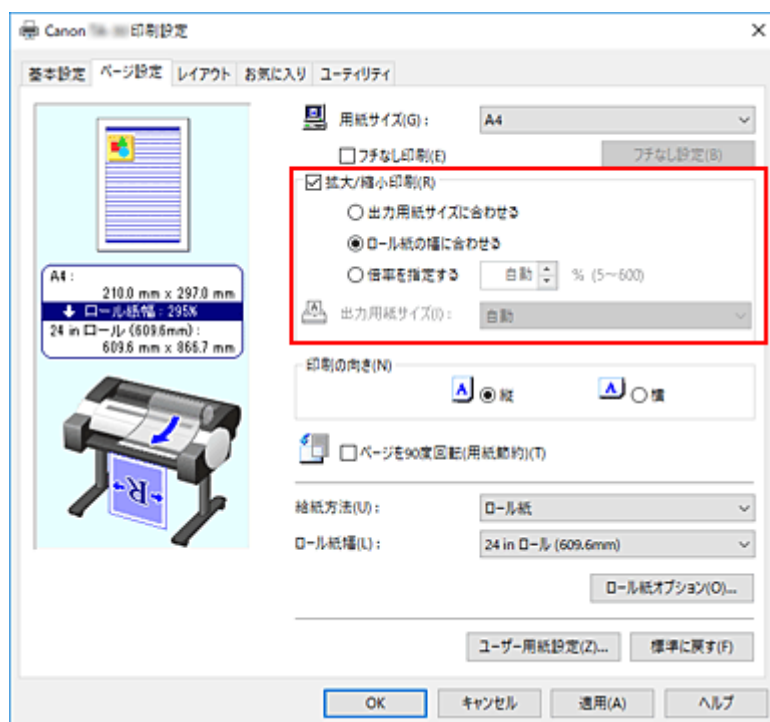 Canon 印刷設定
基本設定 ページ設定 レイアウト お気に入り ユーティリティ
用紙サイズ(G): A4
フチなし印刷(E) フチなし設定(B)
拡大/縮小印刷(R)
出力用紙サイズに合わせる
ロール紙の幅に合わせる
倍率を指定する 自動 % (5~600)
出力用紙サイズ(I): 自動
A4:
210.0 mm x 297.0 mm
ロール紙幅: 295%
24 in ロール (609.6mm):
609.6 mm x 866.7 mm
R
印刷の向き(N)
A 縦 A 横
ページを90度回転(用紙節約)(T)
給紙方法(U): ロール紙
ロール紙幅(L): 24 in ロール (609.6mm)
ロール紙オプション(O)...
ユーザー用紙設定(Z)... 標準に戻す(F)
OK キャンセル 適用(A) ヘルプ